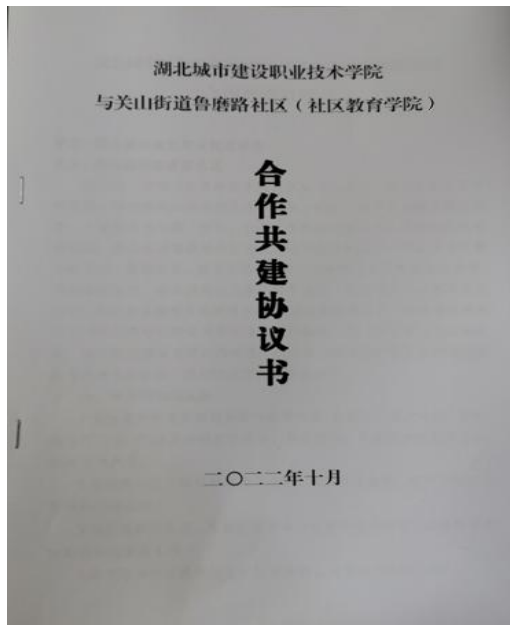 湖北城市建设职业技术学院
与关山街道鲁磨路社区（社区教育学院）
合作共建协议书
二〇二二年十月